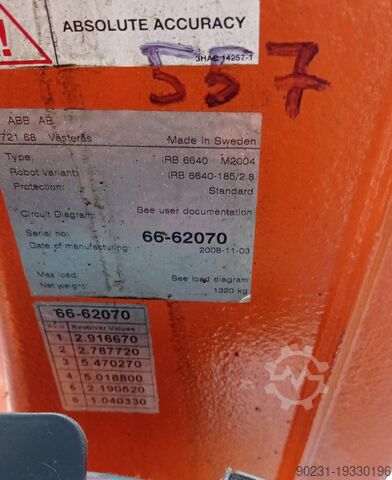 ABSOLUTE ACCURACY
3HAC 14257-1
557
ABB AB
721 68 Västerås Made in Sweden
Type: IRB 6640 M2004
Robot variant: IRB 6640-185/2.8
Protection: Standard
Circuit Diagram: See user documentation
Serial no: 66-62070
Date of manufacturing: 2008-11-03
Max load: See load diagram
Net weight: 1320 kg
66-62070
Axis Resolver Values
1 2.916670
2 2.787720
3 5.470270
4 5.018800
5 2.190520
6 1.040330
90231-19330196